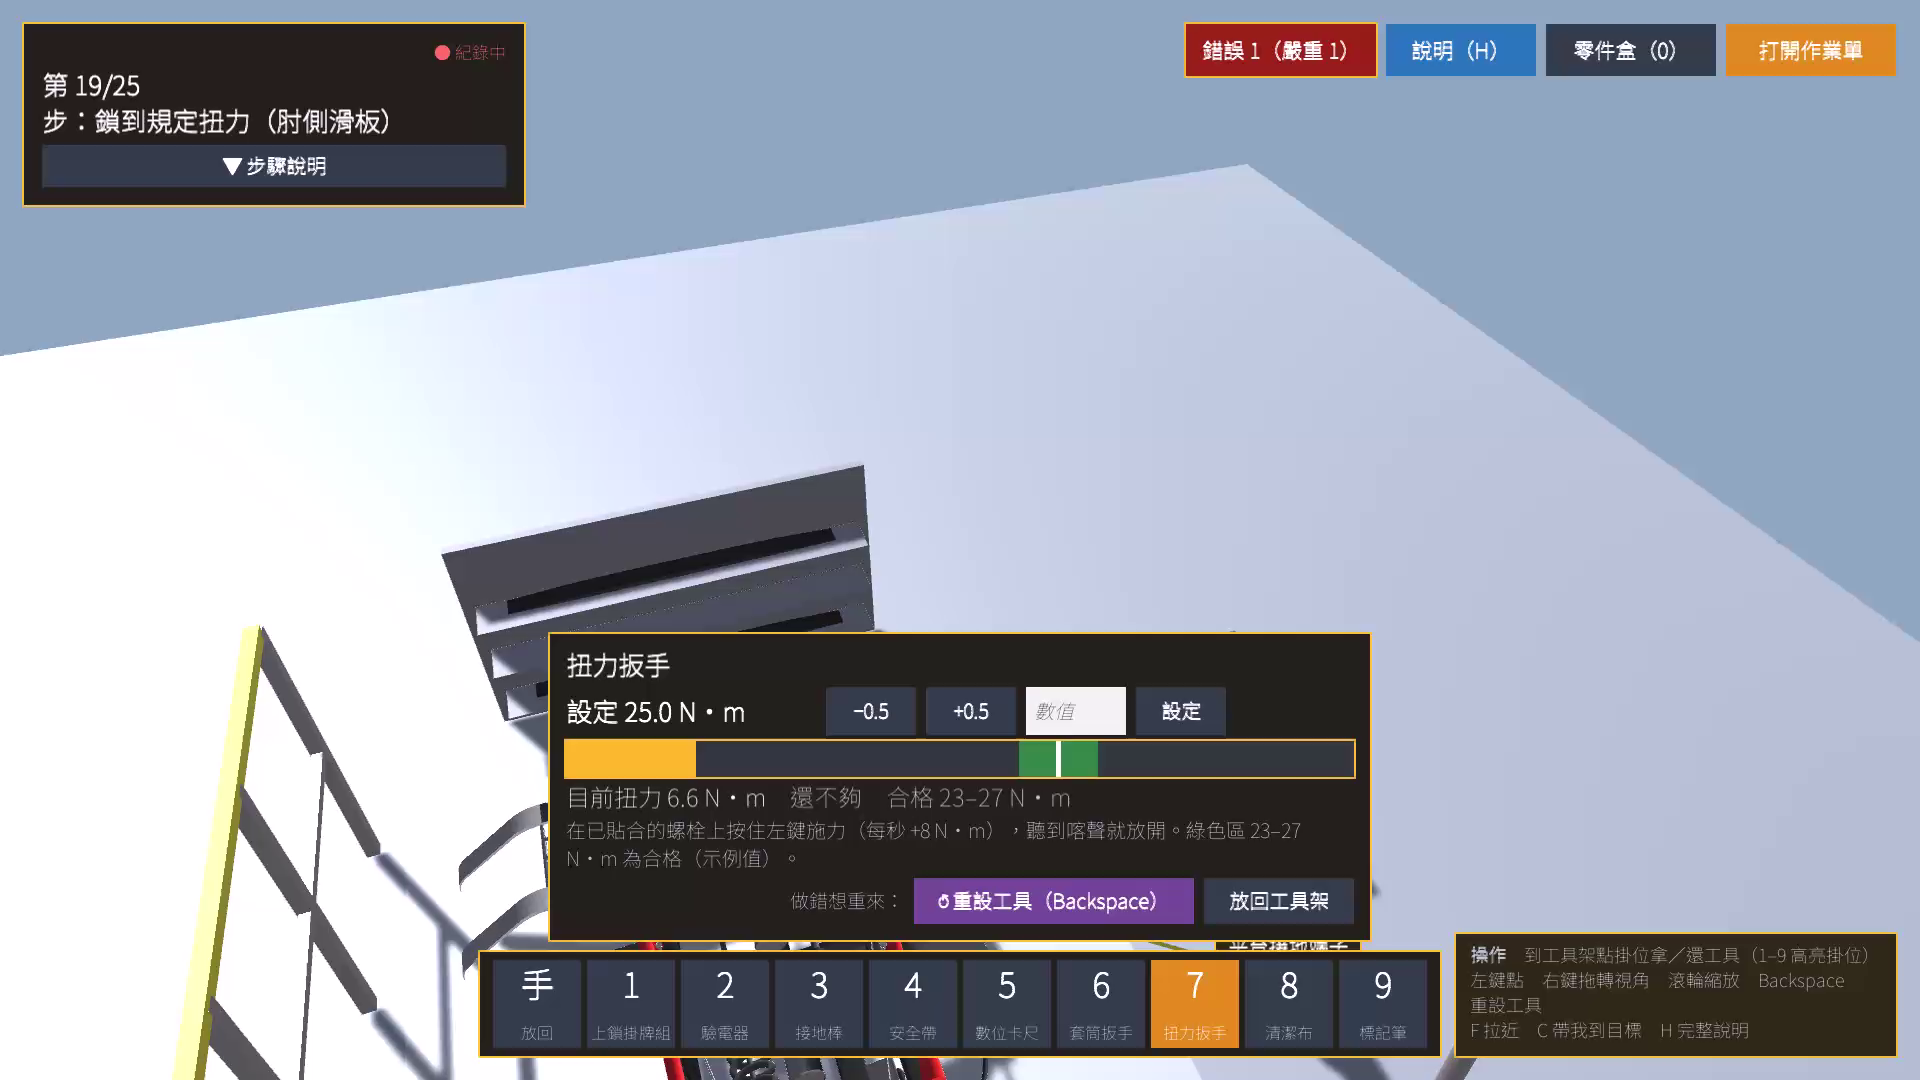 紀錄中
第 19/25
步：鎖到規定扭力（肘側滑板）
▼步驟說明
錯誤 1（嚴重 1）
說明（H）
零件盒（0）
打開作業單
扭力扳手
設定 25.0 N・m
−0.5
+0.5
數值
設定
目前扭力 6.6 N・m 還不夠 合格 23–27 N・m
在已貼合的螺栓上按住左鍵施力（每秒 +8 N・m），聽到喀聲就放開。綠色區 23–27
N・m 為合格（示例值）。
做錯想重來：
↺重設工具（Backspace）
放回工具架
手
放回
1
上鎖掛牌組
2
驗電器
3
接地棒
4
安全帶
5
數位卡尺
6
套筒扳手
7
扭力扳手
8
清潔布
9
標記筆
操作 到工具架點掛位拿／還工具（1–9 高亮掛位）
左鍵點 右鍵拖轉視角 滾輪縮放 Backspace
重設工具
F 拉近 C 帶我到目標 H 完整說明